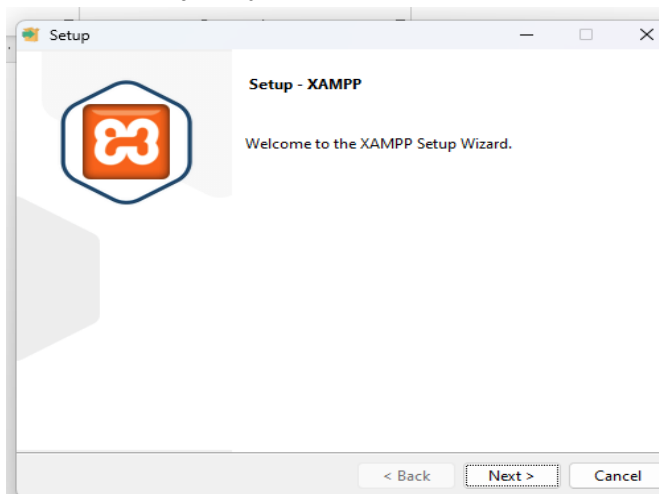 Setup
Setup - XAMPP
Welcome to the XAMPP Setup Wizard.
< Back
Next >
Cancel